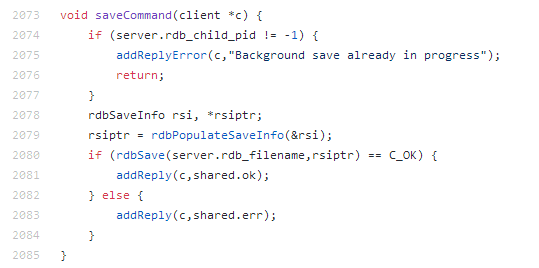 2073 void saveCommand(client *c) {
2074     if (server.rdb_child_pid != -1) {
2075         addReplyError(c,"Background save already in progress");
2076         return;
2077     }
2078     rdbSaveInfo rsi, *rsiptr;
2079     rsiptr = rdbPopulateSaveInfo(&rsi);
2080     if (rdbSave(server.rdb_filename,rsiptr) == C_OK) {
2081         addReply(c,shared.ok);
2082     } else {
2083         addReply(c,shared.err);
2084     }
2085 }